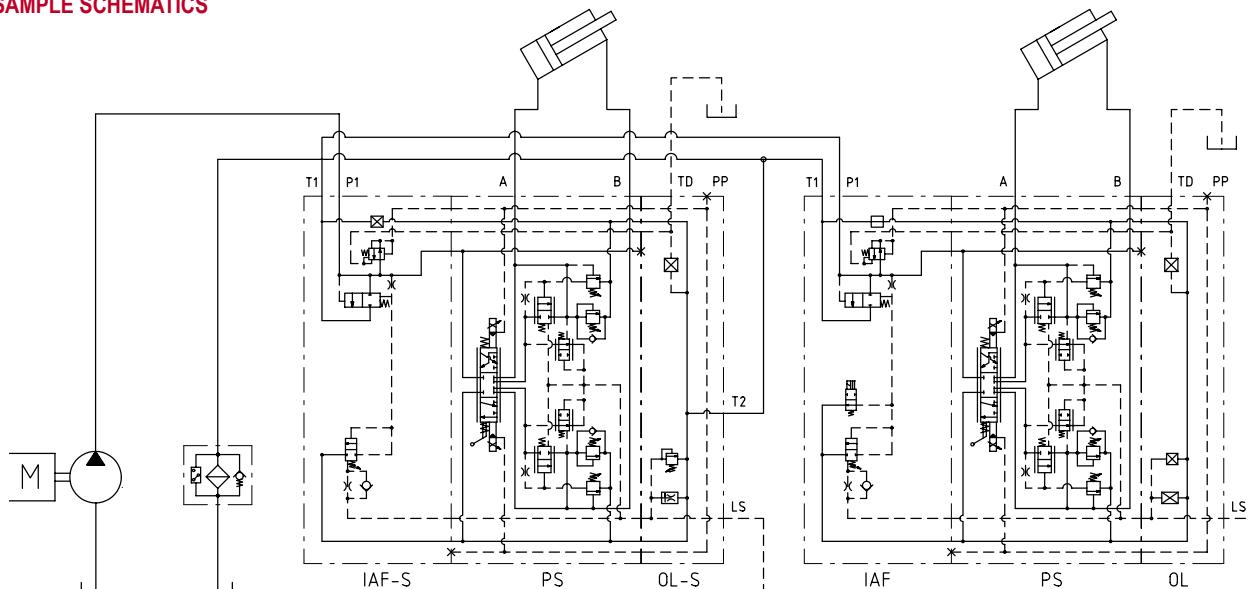 SAMPLE SCHEMATICS
T1 P1 A B TD PP T1 P1 A B TD PP
T2
M
LS LS
IAF-S PS OL-S IAF PS OL